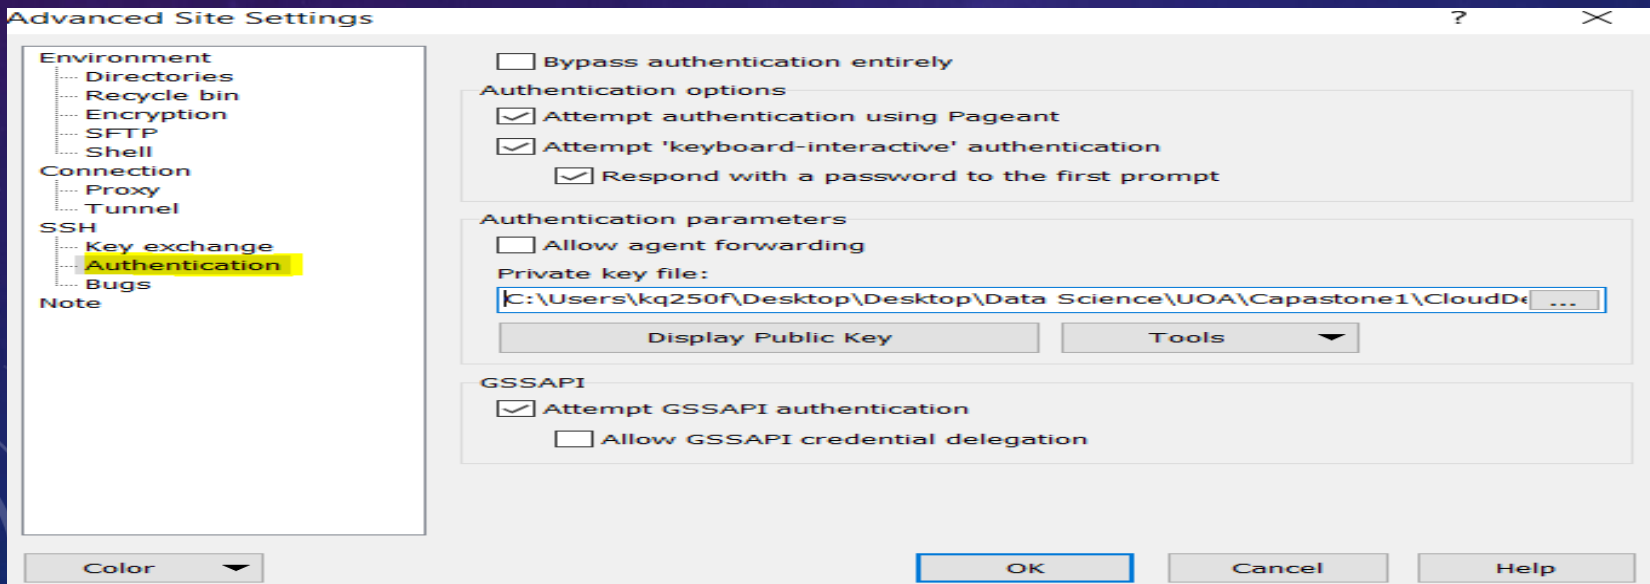 Advanced Site Settings
?
Environment
Directories
Recycle bin
Encryption
SFTP
Shell
Connection
Proxy
Tunnel
SSH
Key exchange
Authentication
Bugs
Note
Bypass authentication entirely
Authentication options
Attempt authentication using Pageant
Attempt 'keyboard-interactive' authentication
Respond with a password to the first prompt
Authentication parameters
Allow agent forwarding
Private key file:
C:\Users\kq250f\Desktop\Desktop\Data Science\UOA\Capastone1\CloudDe
...
Display Public Key
Tools
GSSAPI
Attempt GSSAPI authentication
Allow GSSAPI credential delegation
Color
OK
Cancel
Help